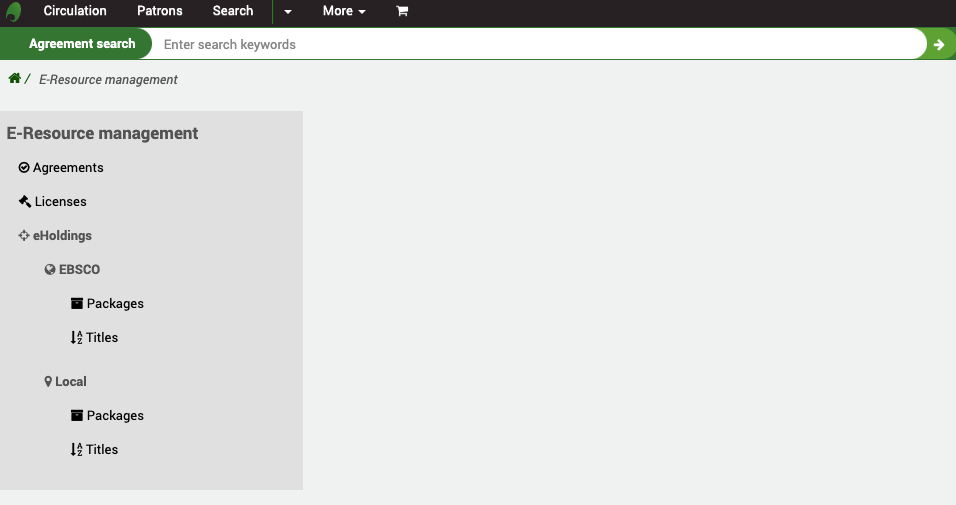 Circulation Patrons Search More
Agreement search Enter search keywords
/ E-Resource management
E-Resource management
Agreements
Licenses
eHoldings
EBSCO
Packages
Titles
Local
Packages
Titles